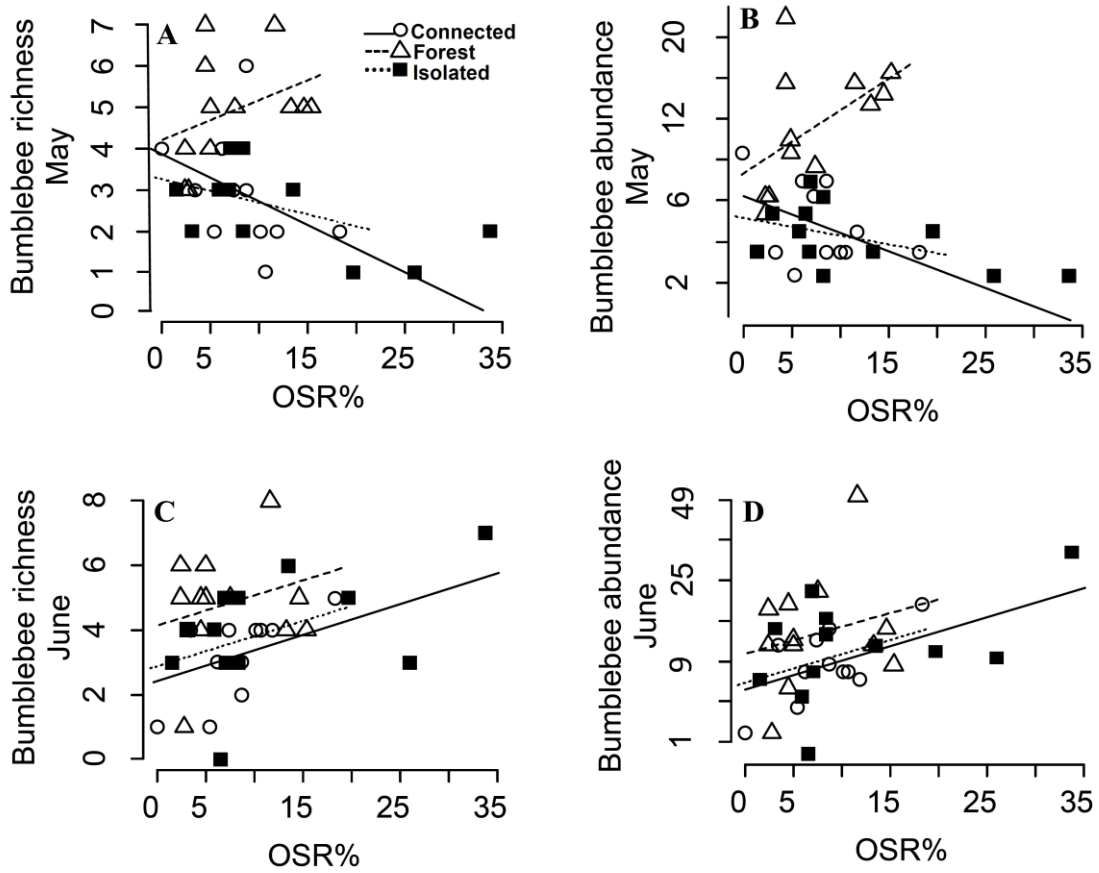 A
Bumblebee richness
May
7
6
5
4
3
2
1
0
Connected
Forest
Isolated
0
5
15
25
35
OSR%
B
Bumblebee abundance
May
20
12
6
2
0
5
15
25
35
OSR%
C
Bumblebee richness
June
8
6
4
2
0
0
5
15
25
35
OSR%
D
Bumblebee abundance
June
49
25
9
1
0
5
15
25
35
OSR%